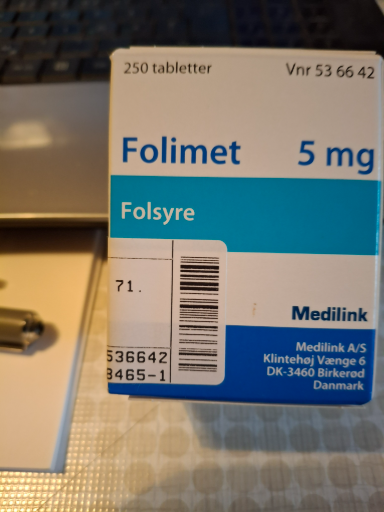 250 tabletter Vnr 53 66 42
Folimet 5 mg
Folsyre
71.
536642
3465-1
Medilink
Medilink A/S
Klintehøj Vænge 6
DK-3460 Birkerød
Danmark